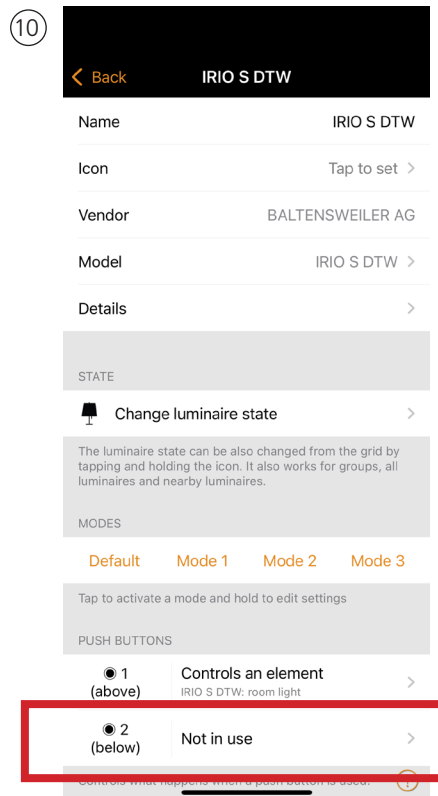 10
Back IRIO S DTW
Name IRIO S DTW
Icon Tap to set
Vendor BALTENSWEILER AG
Model IRIO S DTW
Details
STATE
Change luminaire state
The luminaire state can be also changed from the grid by
tapping and holding the icon. It also works for groups, all
luminaires and nearby luminaires.
MODES
Default Mode 1 Mode 2 Mode 3
Tap to activate a mode and hold to edit settings
PUSH BUTTONS
1 Controls an element
(above) IRIO S DTW: room light
2 Not in use
(below)
Controls what happens when a push button is used.